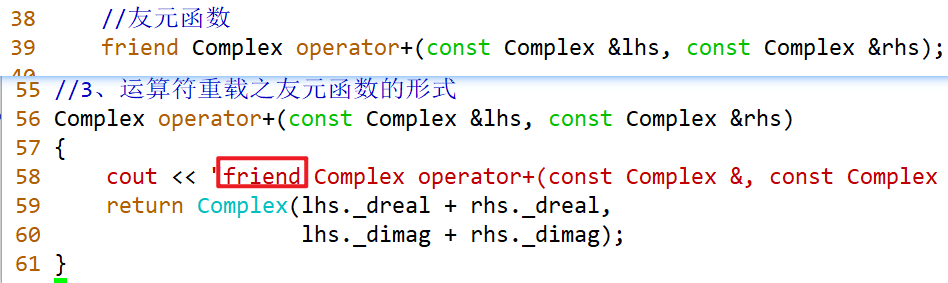 38 //友元函数
39 friend Complex operator+(const Complex &lhs, const Complex &rhs);
55 //3、运算符重载之友元函数的形式
56 Complex operator+(const Complex &lhs, const Complex &rhs)
57 {
58 cout << "friend Complex operator+(const Complex &, const Complex
59 return Complex(lhs._dreal + rhs._dreal,
60 lhs._dimag + rhs._dimag);
61 }